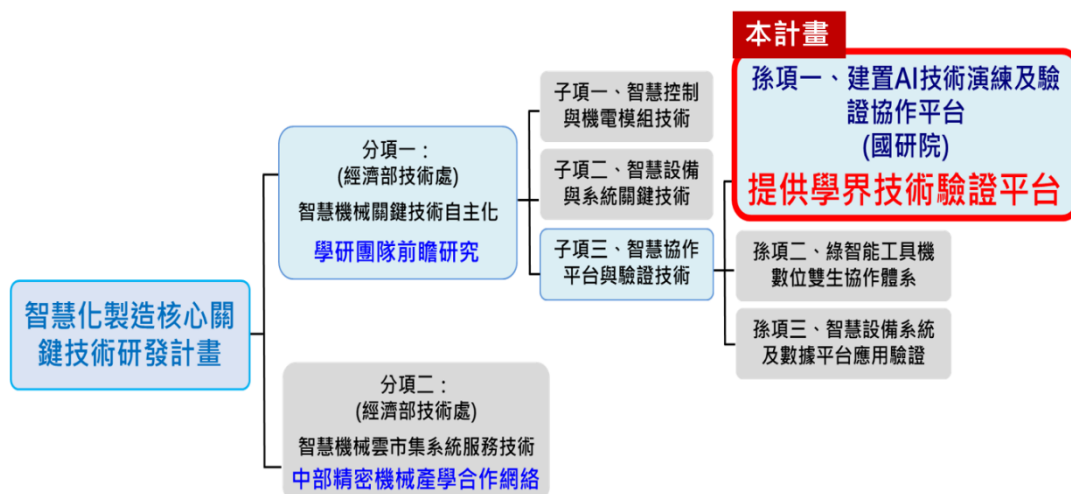 智慧化製造核心關
鍵技術研發計畫
分項一：
(經濟部技術處)
智慧機械關鍵技術自主化
學研團隊前瞻研究
分項二：
(經濟部技術處)
智慧機械雲市集系統服務技術
中部精密機械產學合作網絡
子項一、智慧控制
與機電模組技術
子項二、智慧設備
與系統關鍵技術
子項三、智慧協作
平台與驗證技術
本計畫
孫項一、建置AI技術演練及驗
證協作平台
(國研院)
提供學界技術驗證平台
孫項二、綠智能工具機
數位雙生協作體系
孫項三、智慧設備系統
及數據平台應用驗證